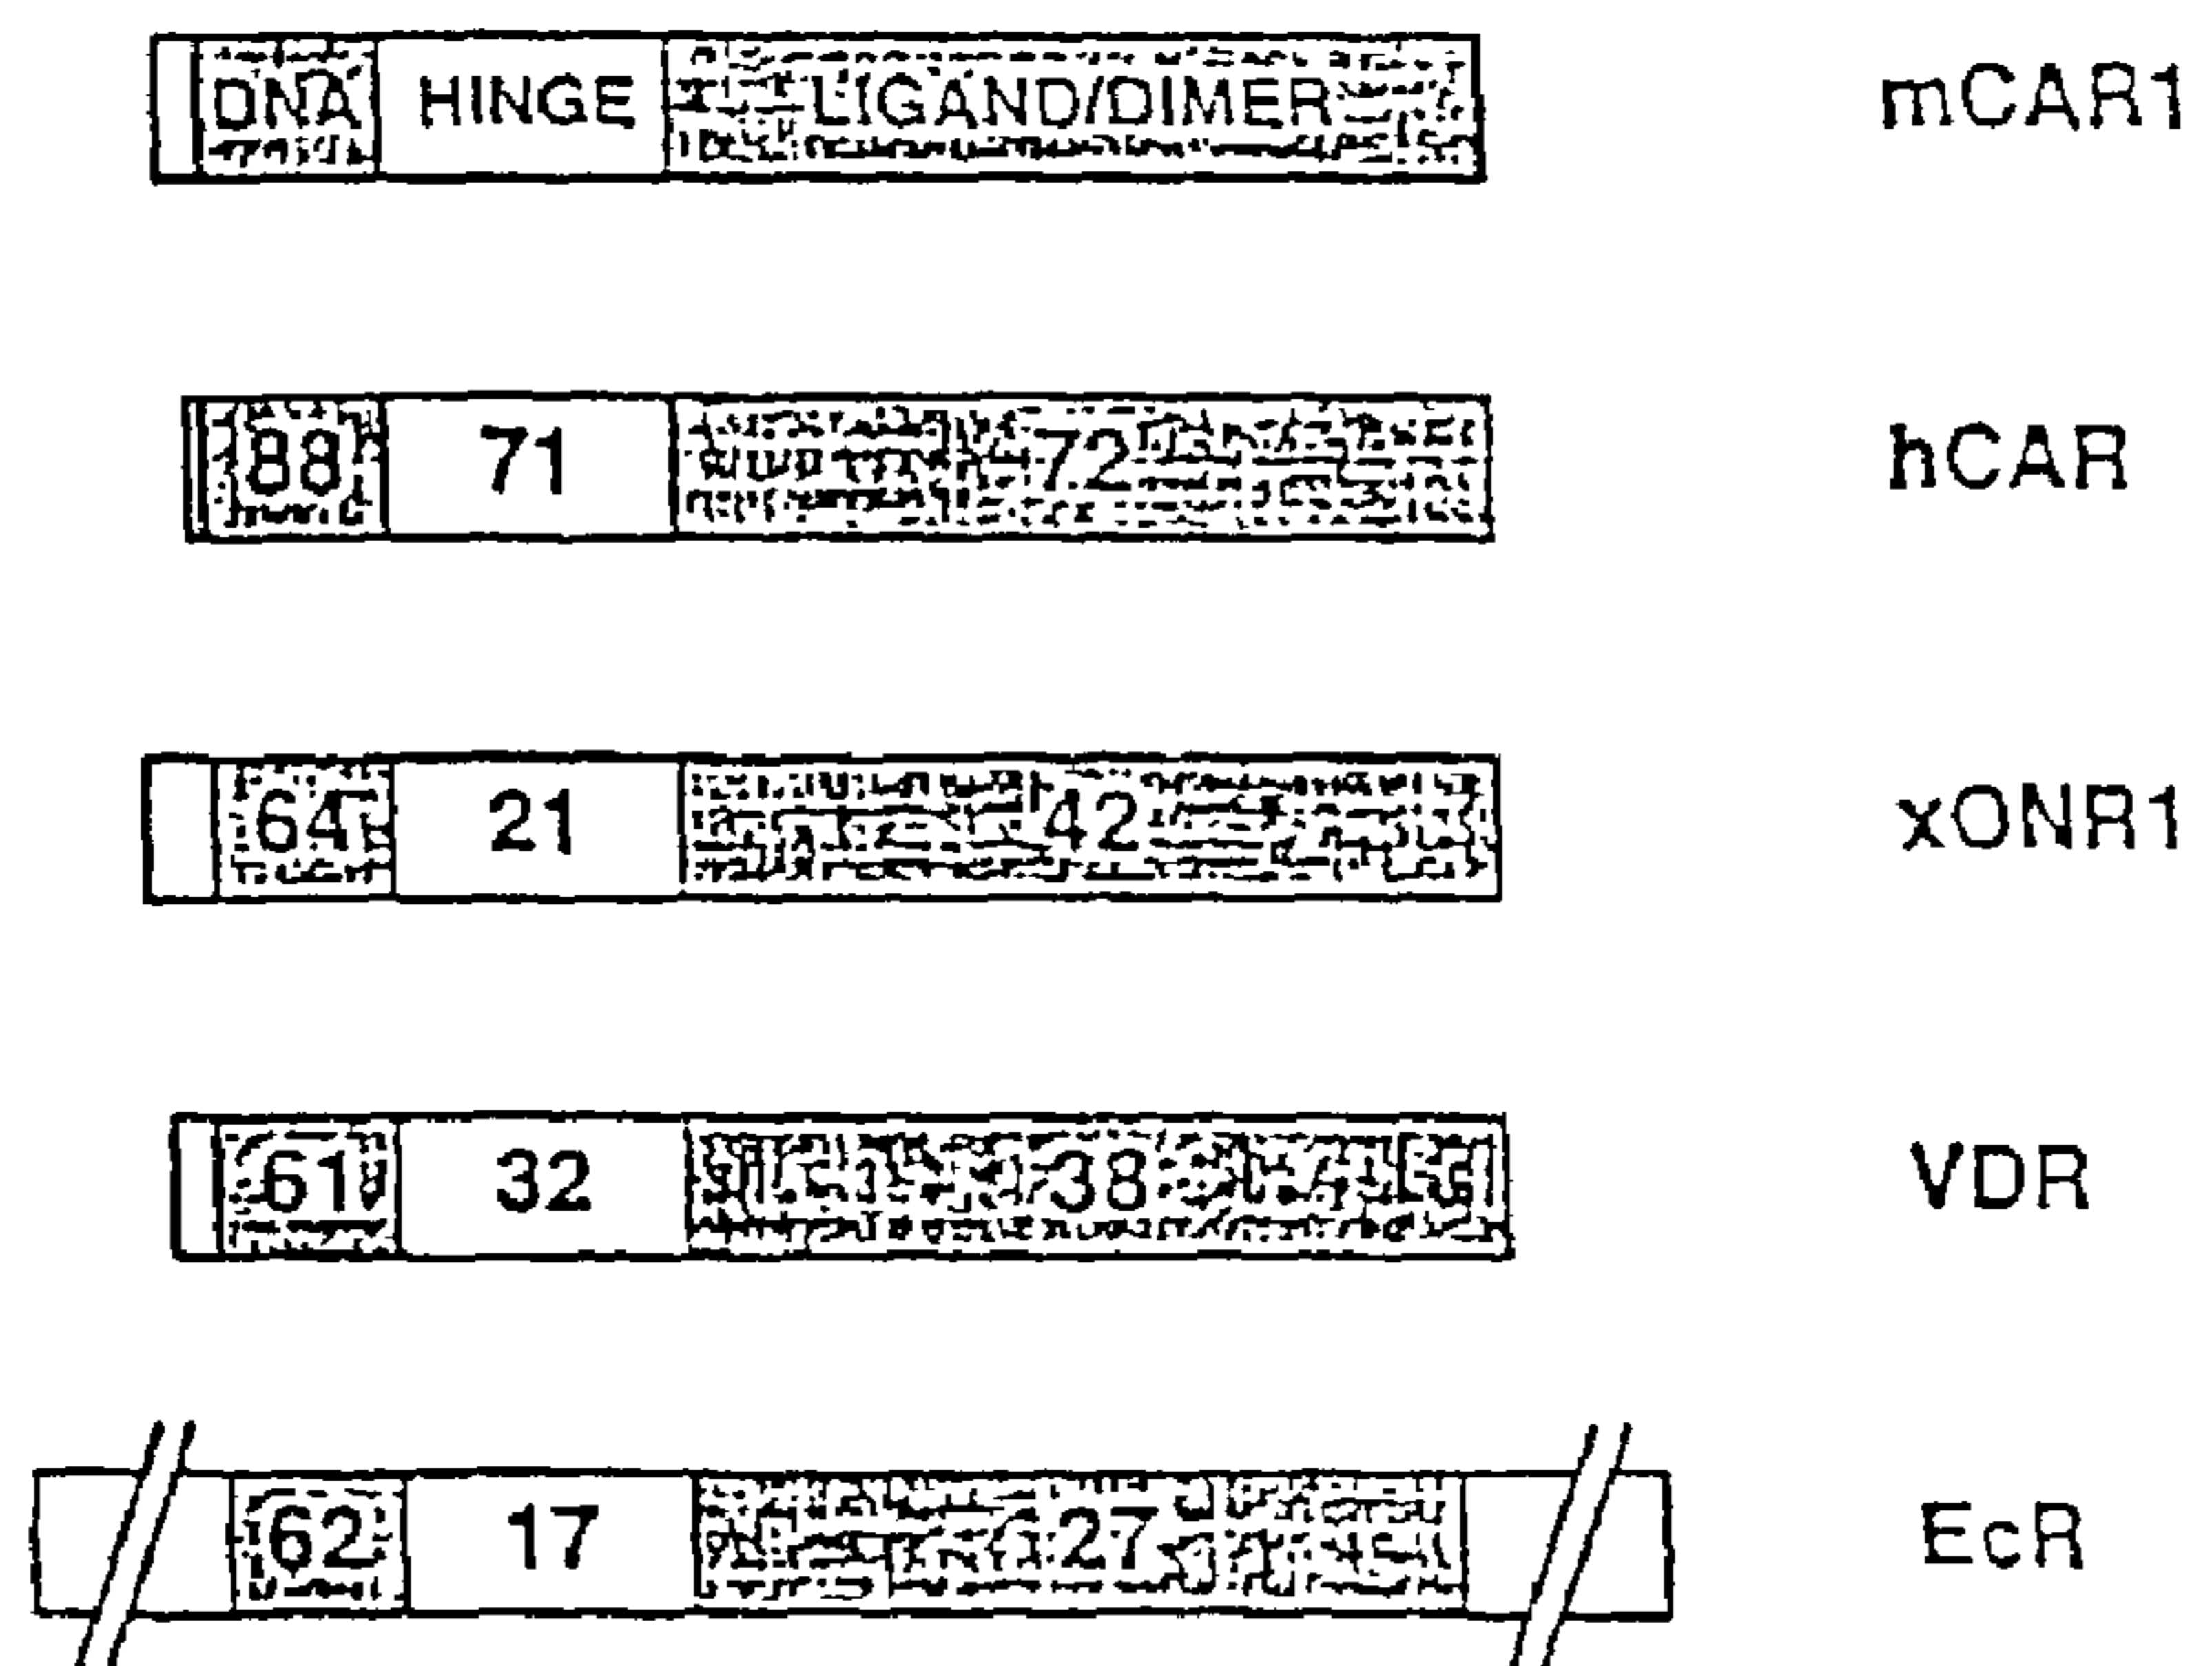 DNA HINGE LIGAND/DIMER mCAR1
88 71 72 hCAR
64 21 42 xONR1
61 32 38 VDR
62 17 27 EcR